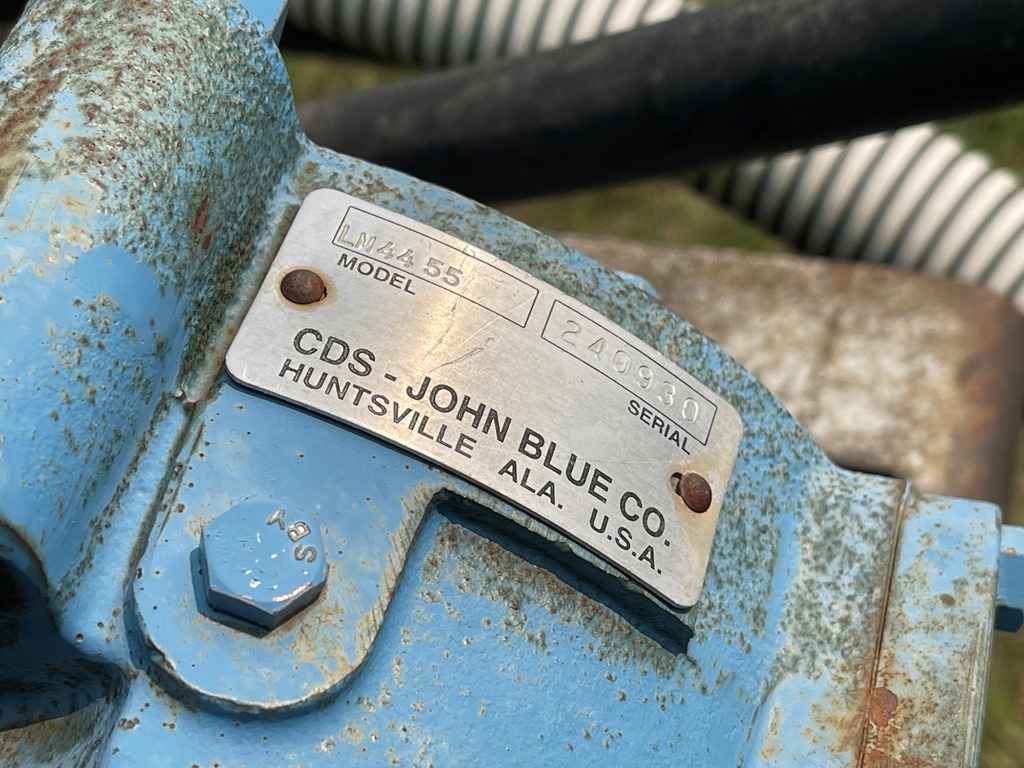 LM4455
MODEL
240930
SERIAL
CDS - JOHN BLUE CO.
HUNTSVILLE ALA. U.S.A.
SBY